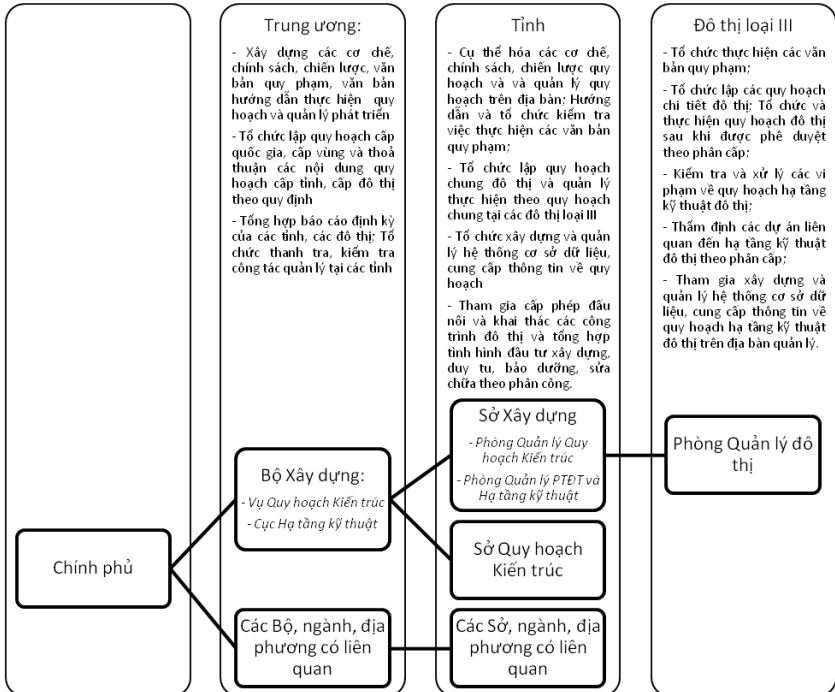 Trung ương:
- Xây dựng các cơ chế,
chính sách, chiến lược, văn
bản quy phạm, văn bản
hướng dẫn thực hiện quy
hoạch và quản lý phát triển
- Tổ chức lập quy hoạch cấp
quốc gia, cấp vùng và thoả
thuận các nội dung quy
hoạch cấp tỉnh, cấp đô thị
theo quy định
- Tổng hợp báo cáo định kỳ
của các tỉnh, các đô thị; Tổ
chức thanh tra, kiểm tra
công tác quản lý tại các tỉnh
Tỉnh
- Cụ thể hóa các cơ chế,
chính sách, chiến lược quy
hoạch và và quản lý quy
hoạch trên địa bàn; Hướng
dẫn và tổ chức kiểm tra
việc thực hiện các văn bản
quy phạm;
- Tổ chức lập quy hoạch
chung đô thị và quản lý
thực hiện theo quy hoạch
chung tại các đô thị loại III
- Tổ chức xây dựng và quản
lý hệ thống cơ sở dữ liệu,
cung cấp thông tin về quy
hoạch
- Tham gia cấp phép đấu
nối và khai thác các công
trình đô thị và tổng hợp
tình hình đầu tư xây dựng,
duy tu, bảo dưỡng, sửa
chữa theo phân công.
Đô thị loại III
- Tổ chức thực hiện các văn
bản quy phạm;
- Tổ chức lập các quy hoạch
chi tiết đô thị; Tổ chức và
thực hiện quy hoạch đô thị
sau khi được phê duyệt
theo phân cấp;
- Kiểm tra và xử lý các vi
phạm về quy hoạch hạ tầng
kỹ thuật đô thị;
- Thẩm định các dự án liên
quan đến hạ tầng kỹ thuật
đô thị theo phân cấp;
- Tham gia xây dựng và
quản lý hệ thống cơ sở dữ
liệu, cung cấp thông tin về
quy hoạch hạ tầng kỹ thuật
đô thị trên địa bàn quản lý.
Chính phủ
Bộ Xây dựng:
- Vụ Quy hoạch Kiến trúc
- Cục Hạ tầng kỹ thuật
Các Bộ, ngành, địa
phương có liên
quan
Sở Xây dựng
- Phòng Quản lý Quy
hoạch Kiến trúc
- Phòng Quản lý PTĐT và
Hạ tầng kỹ thuật
Sở Quy hoạch
Kiến trúc
Các Sở, ngành, địa
phương có liên
quan
Phòng Quản lý đô
thị